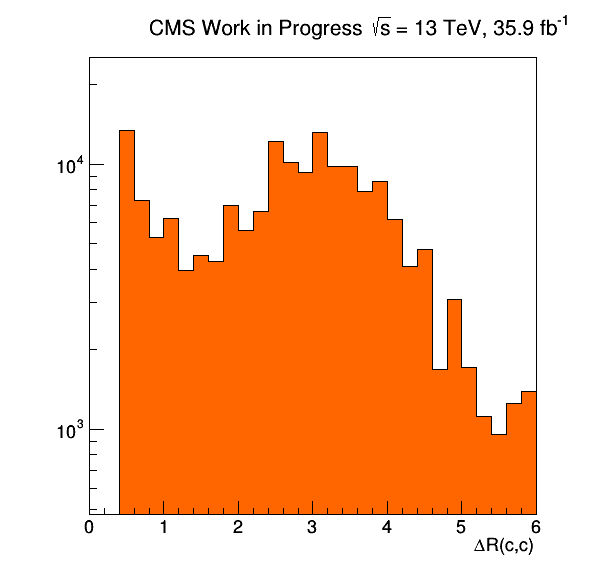 CMS Work in Progress √s = 13 TeV, 35.9 fb⁻¹
10⁴
10³
0 1 2 3 4 5 6
ΔR(c,c)